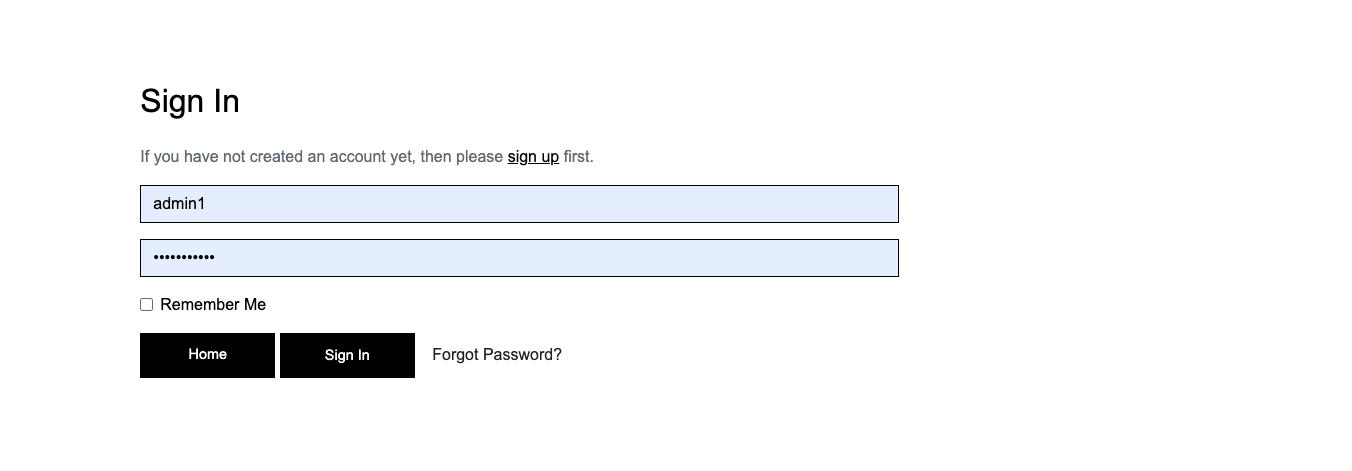 Sign In
If you have not created an account yet, then please sign up first.
admin1
•••••••••••
Remember Me
Home Sign In Forgot Password?